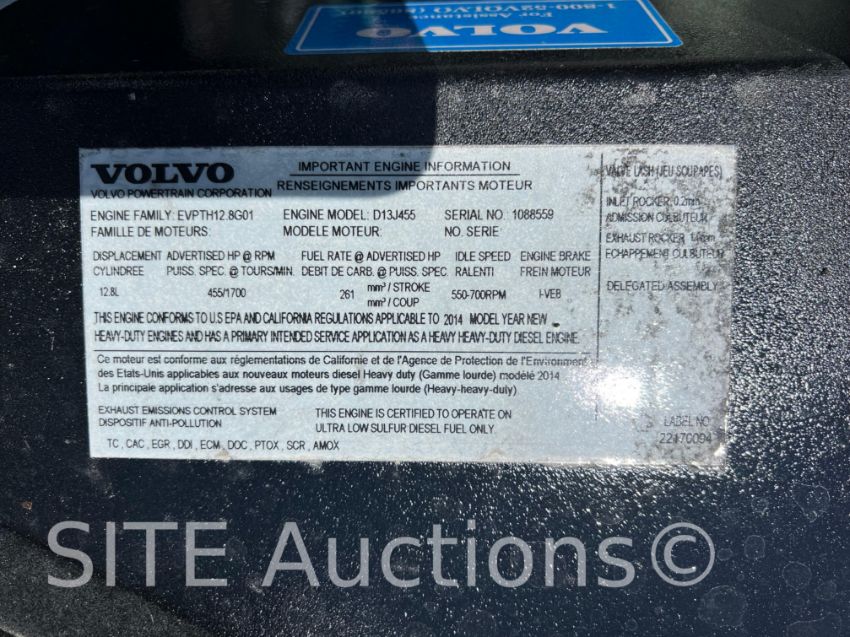 1-800-52VOLVO
For Assistance
VOLVO
VOLVO
VOLVO POWERTRAIN CORPORATION
IMPORTANT ENGINE INFORMATION
RENSEIGNEMENTS IMPORTANTS MOTEUR
ENGINE FAMILY: EVPTH12.8G01 ENGINE MODEL: D13J455 SERIAL NO: 1088559
FAMILLE DE MOTEURS: MODELE MOTEUR: NO. SERIE:
DISPLACEMENT ADVERTISED HP @ RPM FUEL RATE @ ADVERTISED HP IDLE SPEED ENGINE BRAKE
CYLINDREE PUISS. SPEC. @ TOURS/MIN. DEBIT DE CARB. @ PUISS. SPEC. RALENTI FREIN MOTEUR
12.8L 455/1700 261 mm³ / STROKE 550-700RPM I-VEB
mm³ / COUP
THIS ENGINE CONFORMS TO U.S EPA AND CALIFORNIA REGULATIONS APPLICABLE TO 2014 MODEL YEAR NEW
HEAVY-DUTY ENGINES AND HAS A PRIMARY INTENDED SERVICE APPLICATION AS A HEAVY HEAVY-DUTY DIESEL ENGINE.
Ce moteur est conforme aux réglementations de Californie et de l'Agence de Protection de l'Environment
des Etats-Unis applicables aux nouveaux moteurs diesel Heavy duty (Gamme lourde) modélé 2014
La principale application s'adresse aux usages de type gamme lourde (Heavy-heavy-duty).
EXHAUST EMISSIONS CONTROL SYSTEM
DISPOSITIF ANTI-POLLUTION
THIS ENGINE IS CERTIFIED TO OPERATE ON
ULTRA LOW SULFUR DIESEL FUEL ONLY.
TC , CAC , EGR , DDI , ECM , DOC , PTOX , SCR , AMOX
VALVE LASH (JEU SOUPAPES)
INLET ROCKER, 0.2mm
ADMISSION CULBUTEUR
EXHAUST ROCKER
ECHAPPEMENT CULBUTEUR
DELEGATED ASSEMBLY
LABEL NO
22170094
SITE Auctions©